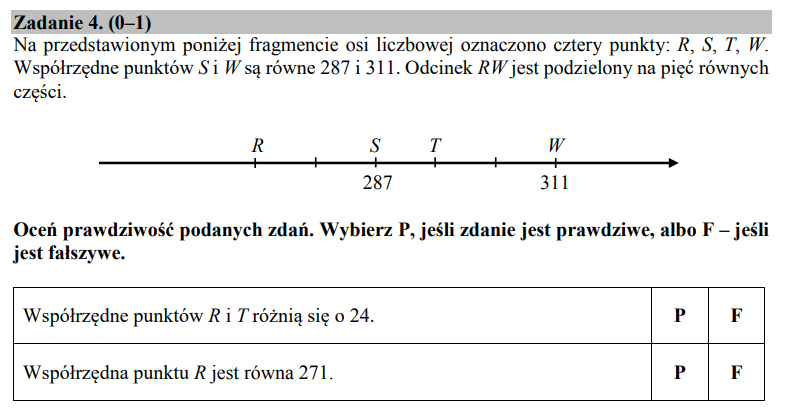 Zadanie 4. (0–1)
Na przedstawionym poniżej fragmencie osi liczbowej oznaczono cztery punkty: R, S, T, W.
Współrzędne punktów S i W są równe 287 i 311. Odcinek RW jest podzielony na pięć równych
części.
R S T W
287 311
Oceń prawdziwość podanych zdań. Wybierz P, jeśli zdanie jest prawdziwe, albo F – jeśli
jest fałszywe.
Współrzędne punktów R i T różnią się o 24. P F
Współrzędna punktu R jest równa 271. P F